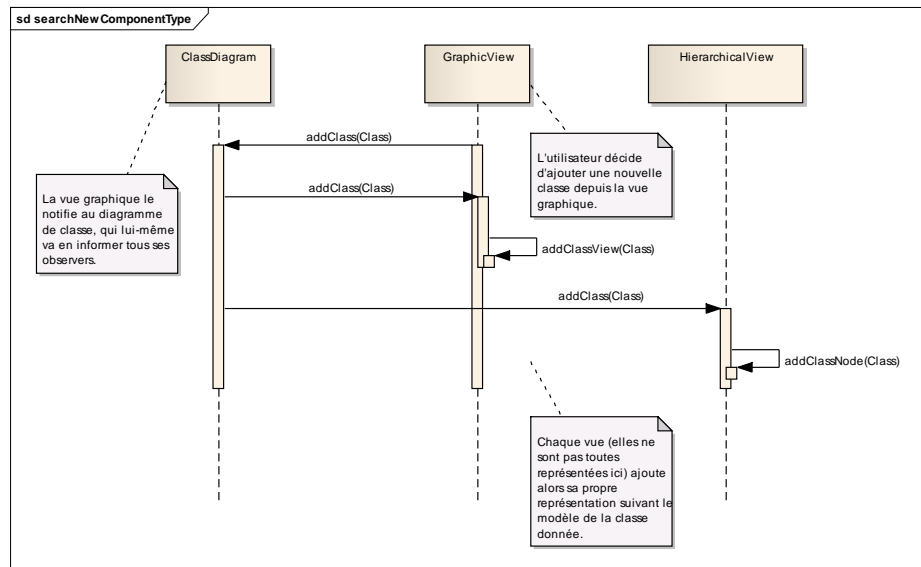 sd searchNewComponentType
ClassDiagram
GraphicView
HierarchicalView
addClass(Class)
L'utilisateur décide
d'ajouter une nouvelle
classe depuis la vue
graphique.
La vue graphique le
notifie au diagramme
de classe, qui lui-même
va en informer tous ses
observers.
addClass(Class)
addClassView(Class)
addClass(Class)
addClassNode(Class)
Chaque vue (elles ne
sont pas toutes
représentées ici) ajoute
alors sa propre
représentation suivant le
modèle de la classe
donnée.